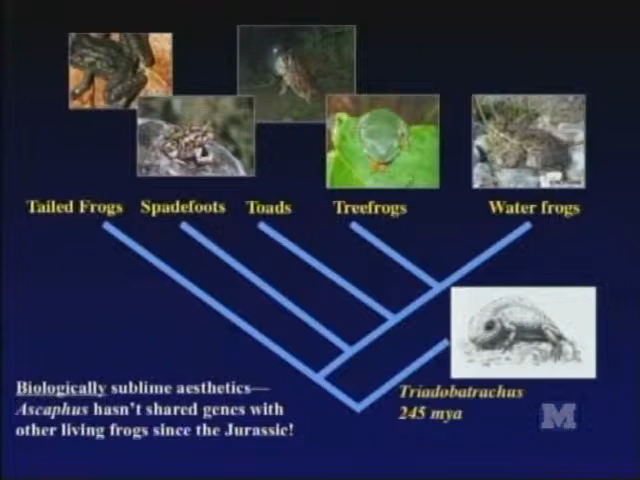 Tailed Frogs Spadefoots Toads Treefrogs Water frogs
Biologically sublime aesthetics—
Ascaphus hasn't shared genes with
other living frogs since the Jurassic!
Triadobatrachus
245 mya
M